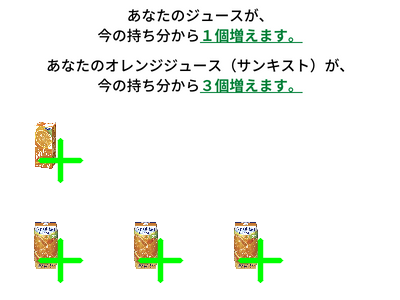 あなたのジュースが、
今の持ち分から１個増えます。
あなたのオレンジジュース（サンキスト）が、
今の持ち分から３個増えます。